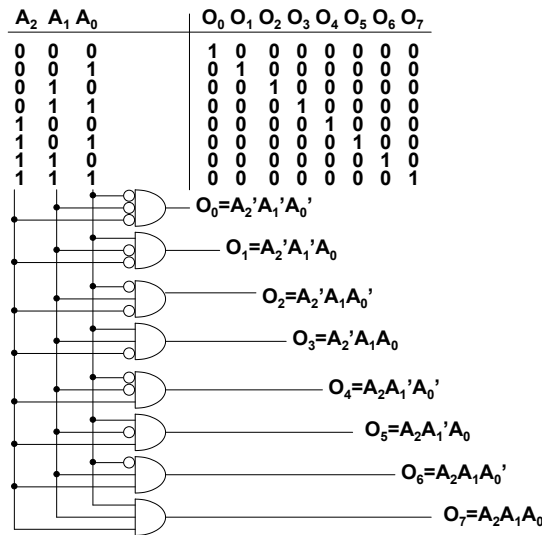 A₂ A₁ A₀ O₀ O₁ O₂ O₃ O₄ O₅ O₆ O₇
0 0 0 1 0 0 0 0 0 0 0
0 0 1 0 1 0 0 0 0 0 0
0 1 0 0 0 1 0 0 0 0 0
0 1 1 0 0 0 1 0 0 0 0
1 0 0 0 0 0 0 1 0 0 0
1 0 1 0 0 0 0 0 1 0 0
1 1 0 0 0 0 0 0 0 1 0
1 1 1 0 0 0 0 0 0 0 1
O₀=A₂'A₁'A₀'
O₁=A₂'A₁'A₀
O₂=A₂'A₁A₀'
O₃=A₂'A₁A₀
O₄=A₂A₁'A₀'
O₅=A₂A₁'A₀
O₆=A₂A₁A₀'
O₇=A₂A₁A₀